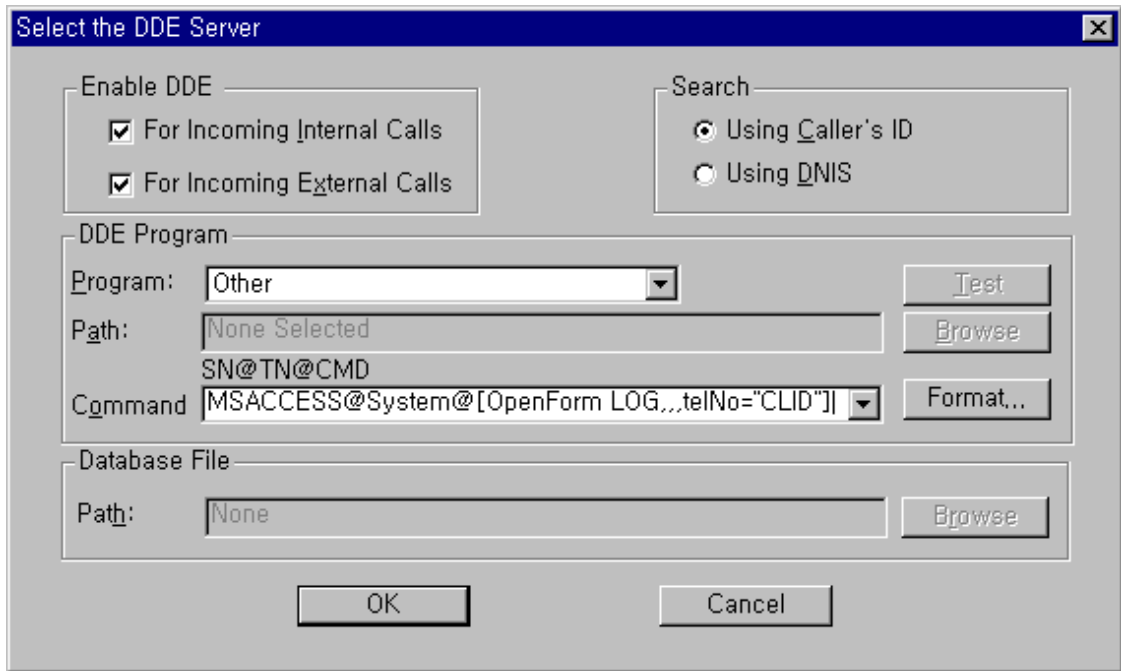 Select the DDE Server
Enable DDE
For Incoming Internal Calls
For Incoming External Calls
Search
Using Caller's ID
Using DNIS
DDE Program
Program: Other
Test
Path: None Selected
Browse
SN@TN@CMD
Command MSACCESS@System@[OpenForm LOG,,,telNo="CLID"]
Format,,,
Database File
Path: None
Browse
OK
Cancel